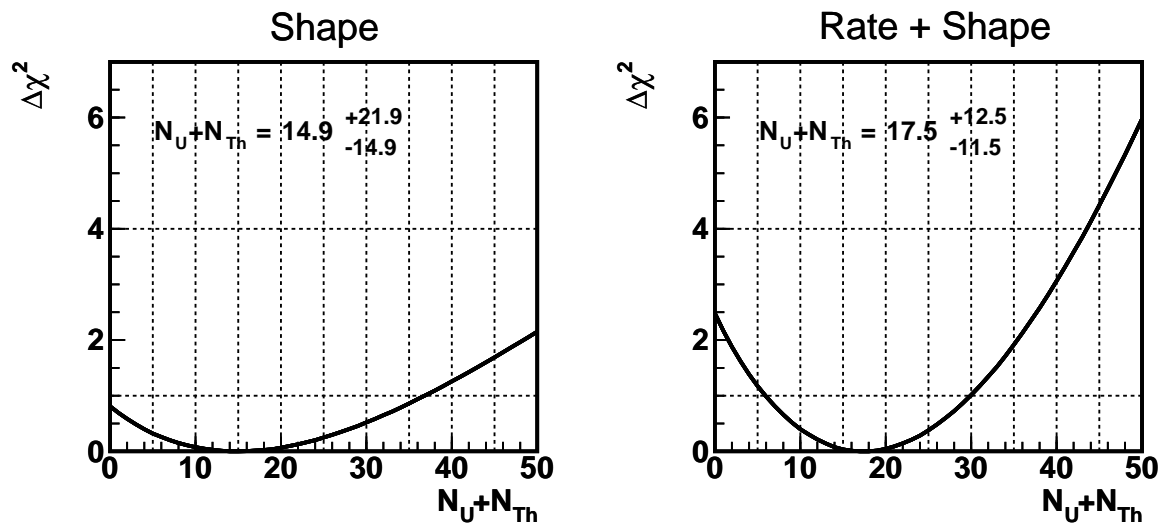 Shape
Δχ²
6
4
2
0
N_U+N_Th = 14.9 +21.9 -14.9
0 10 20 30 40 50
N_U+N_Th
Rate + Shape
Δχ²
6
4
2
0
N_U+N_Th = 17.5 +12.5 -11.5
0 10 20 30 40 50
N_U+N_Th